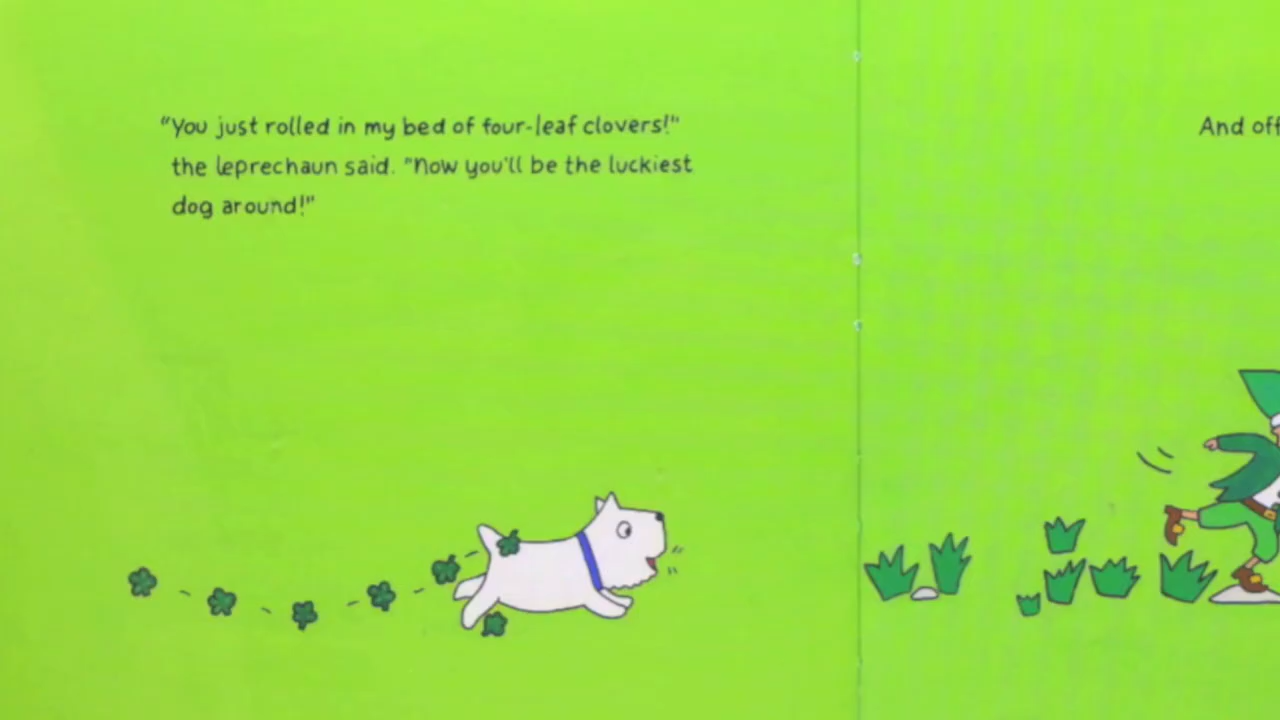 "You just rolled in my bed of four-leaf clovers!"
the leprechaun said. "Now you'll be the luckiest
dog around!"
And off